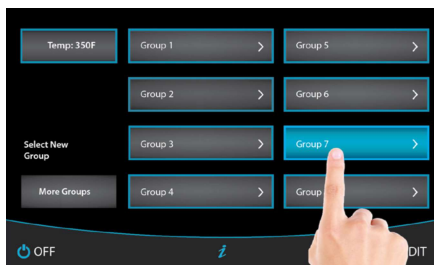 Temp: 350F
Group 1
Group 5
Group 2
Group 6
Select New
Group
Group 3
Group 7
More Groups
Group 4
Group
OFF
i
DIT